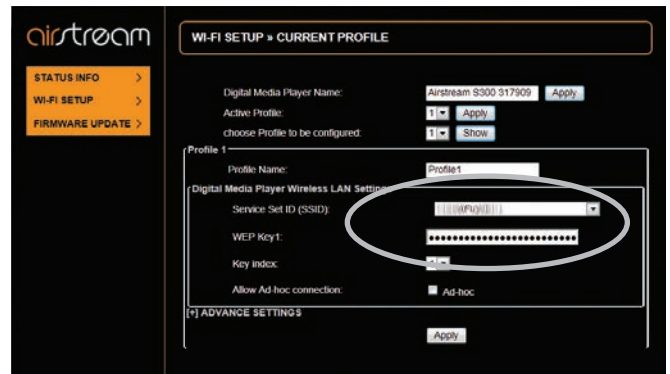 airstream
WI-FI SETUP » CURRENT PROFILE
STATUS INFO >
WI-FI SETUP >
FIRMWARE UPDATE >
Digital Media Player Name: Airstream S300 317909 Apply
Active Profile: 1 Apply
choose Profile to be configured: 1 Show
Profile 1
Profile Name: Profile1
Digital Media Player Wireless LAN Setting
Service Set ID (SSID):
WEP Key1: ••••••••••••••••••••••••••
Key index:
Allow Ad-hoc connection: Ad-hoc
[+] ADVANCE SETTINGS
Apply